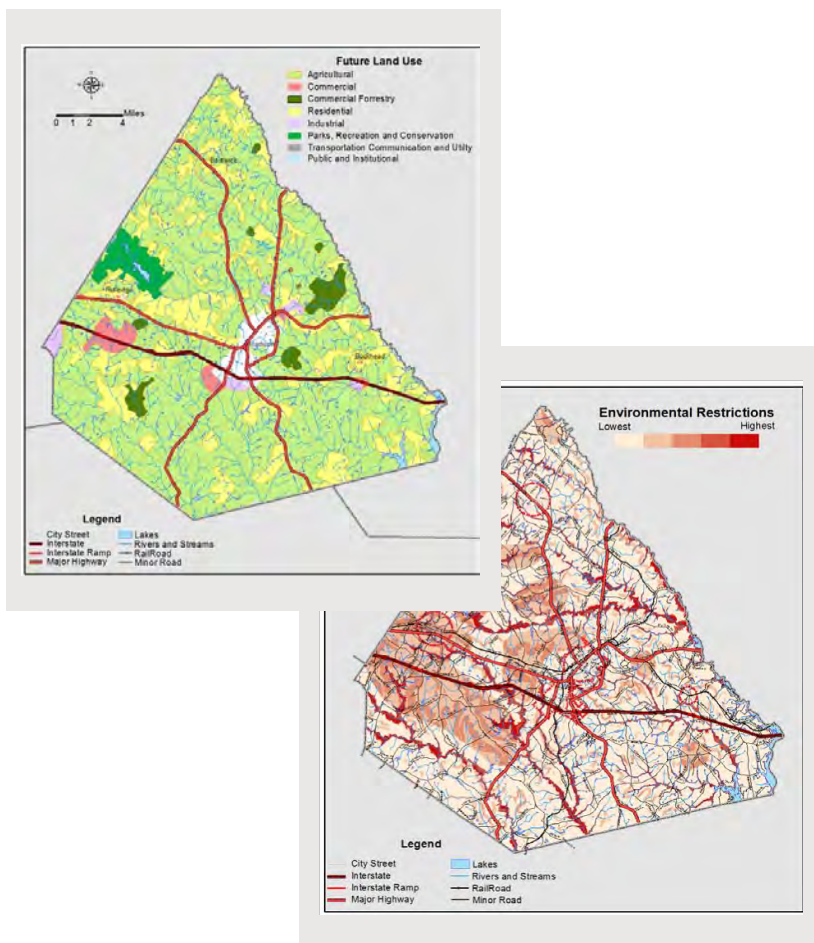 Future Land Use
Agricultural
Commercial
Commercial Forrestry
Residential
Industrial
Parks, Recreation and Conservation
Transportation Communication and Utilty
Public and Institutional
Miles
0 1 2 4
Rutledge
Buckhead
Legend
City Street
Interstate
Interstate Ramp
Major Highway
Lakes
Rivers and Streams
RailRoad
Minor Road
Environmental Restrictions
Lowest Highest
Legend
City Street
Interstate
Interstate Ramp
Major Highway
Lakes
Rivers and Streams
RailRoad
Minor Road